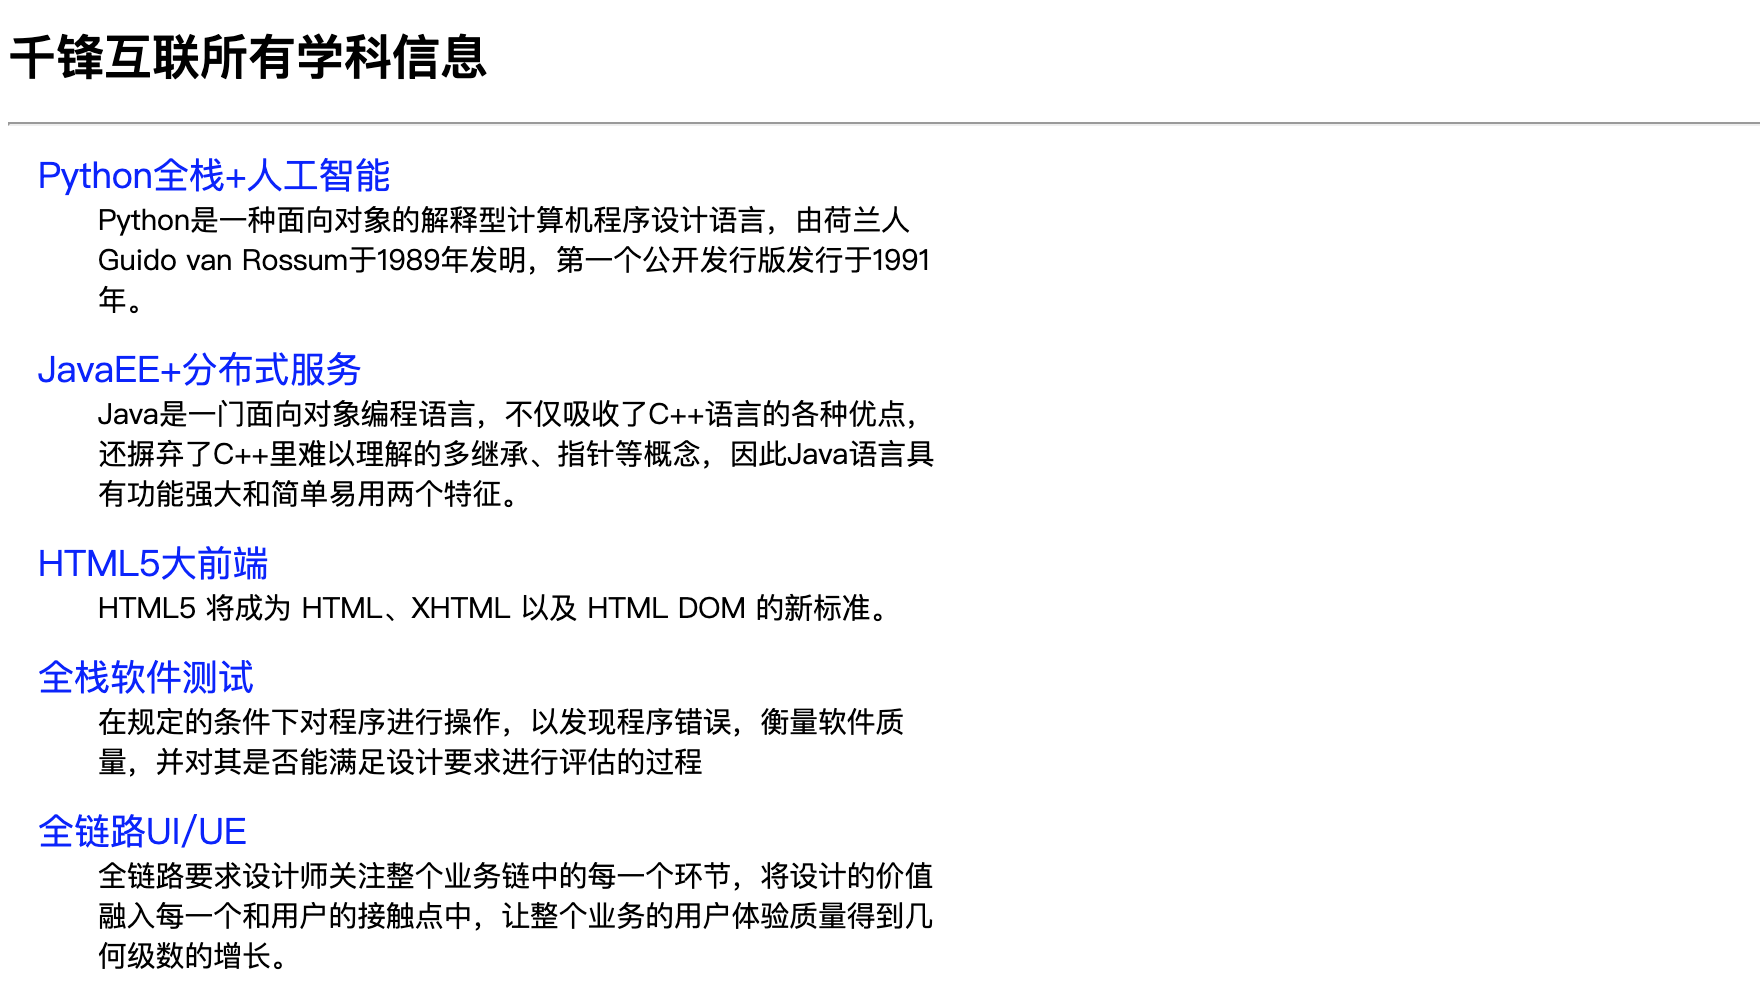 千锋互联所有学科信息
Python全栈+人工智能
Python是一种面向对象的解释型计算机程序设计语言，由荷兰人
Guido van Rossum于1989年发明，第一个公开发行版发行于1991
年。
JavaEE+分布式服务
Java是一门面向对象编程语言，不仅吸收了C++语言的各种优点，
还摒弃了C++里难以理解的多继承、指针等概念，因此Java语言具
有功能强大和简单易用两个特征。
HTML5大前端
HTML5 将成为 HTML、XHTML 以及 HTML DOM 的新标准。
全栈软件测试
在规定的条件下对程序进行操作，以发现程序错误，衡量软件质
量，并对其是否能满足设计要求进行评估的过程
全链路UI/UE
全链路要求设计师关注整个业务链中的每一个环节，将设计的价值
融入每一个和用户的接触点中，让整个业务的用户体验质量得到几
何级数的增长。